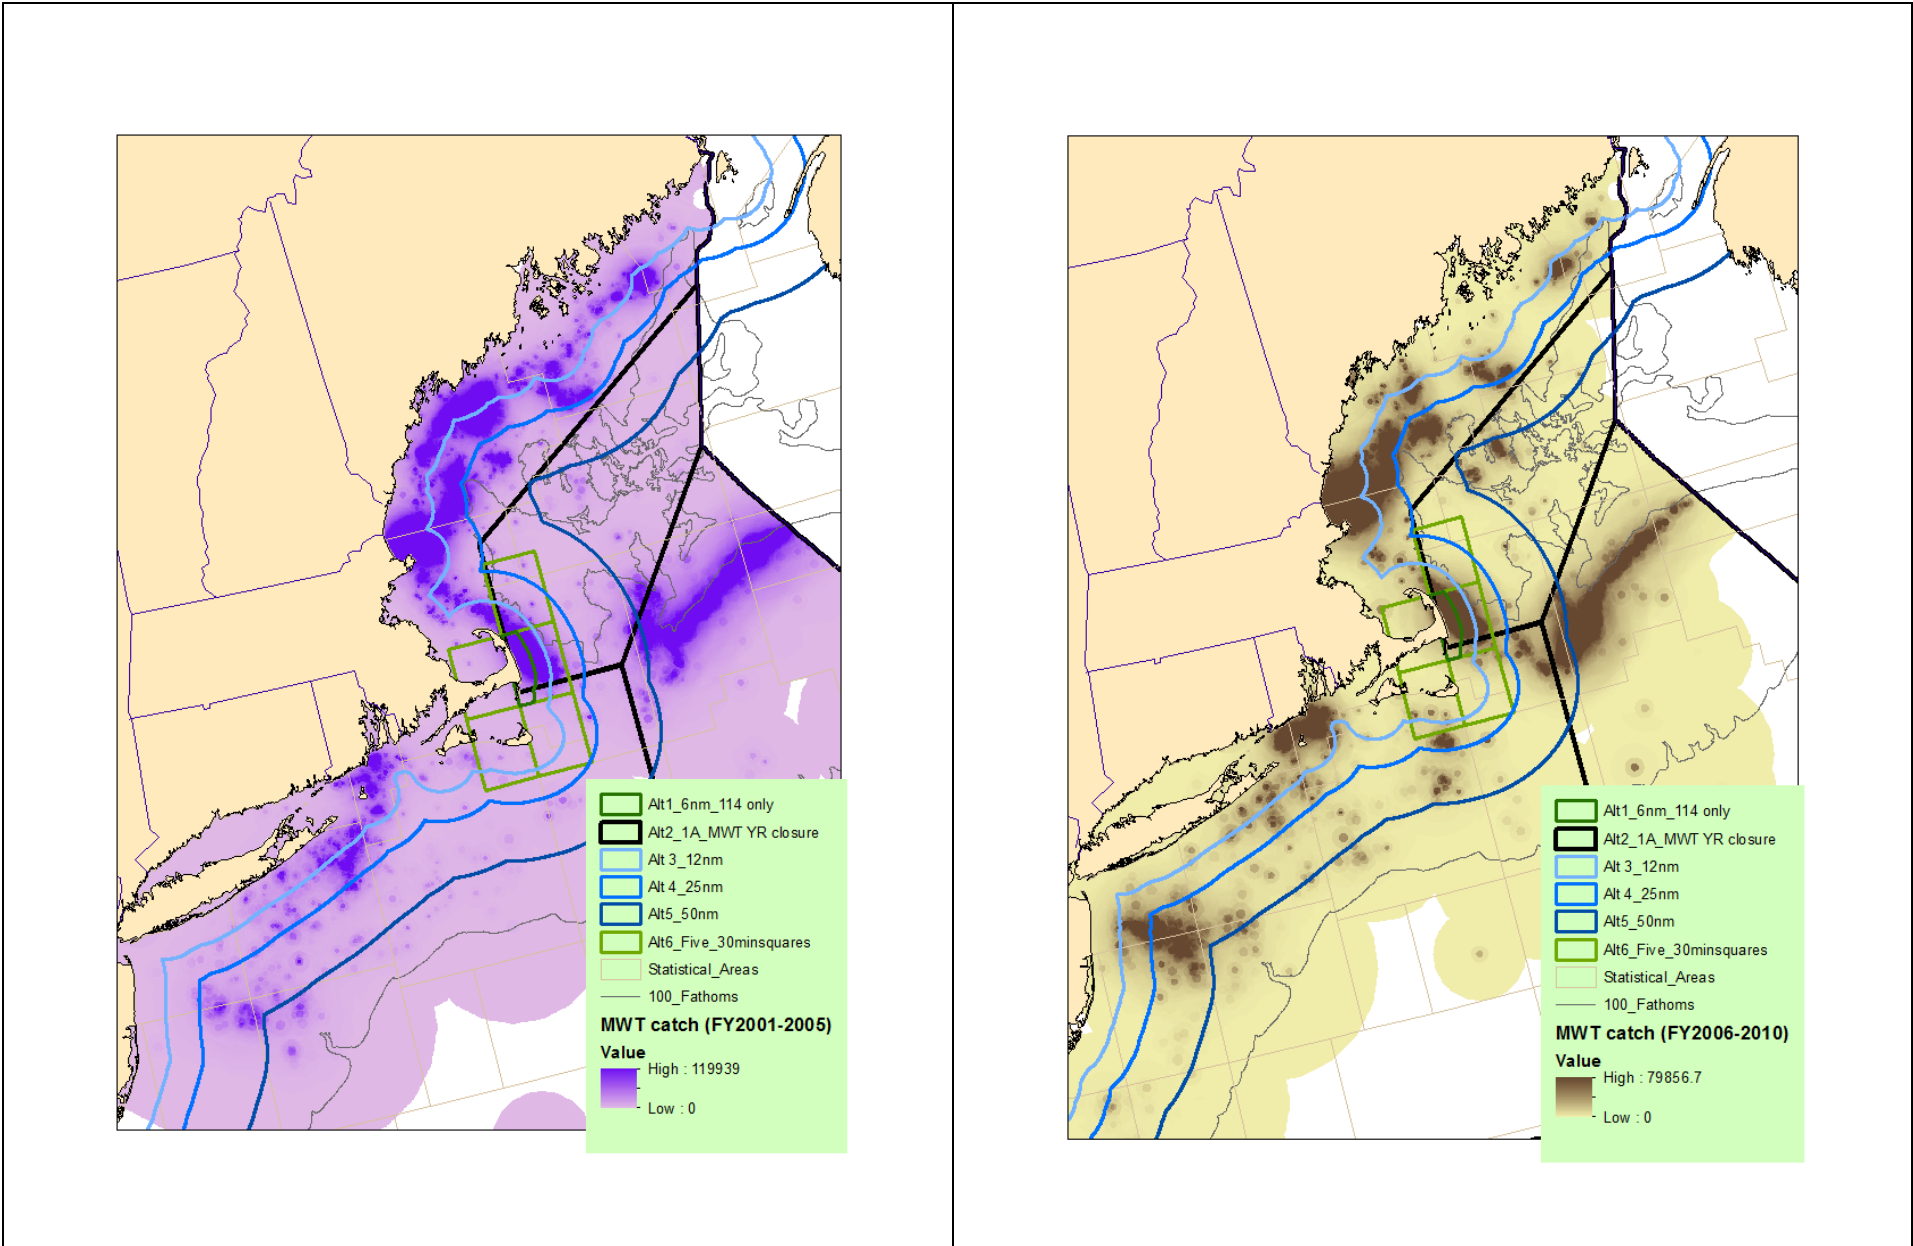 Alt1_6nm_114 only
Alt2_1A_MWT YR closure
Alt 3_12nm
Alt 4_25nm
Alt5_50nm
Alt6_Five_30minsquares
Statistical_Areas
100_Fathoms
MWT catch (FY2001-2005)
Value
High : 119939
Low : 0
Alt1_6nm_114 only
Alt2_1A_MWT YR closure
Alt 3_12nm
Alt 4_25nm
Alt5_50nm
Alt6_Five_30minsquares
Statistical_Areas
100_Fathoms
MWT catch (FY2006-2010)
Value
High : 79856.7
Low : 0